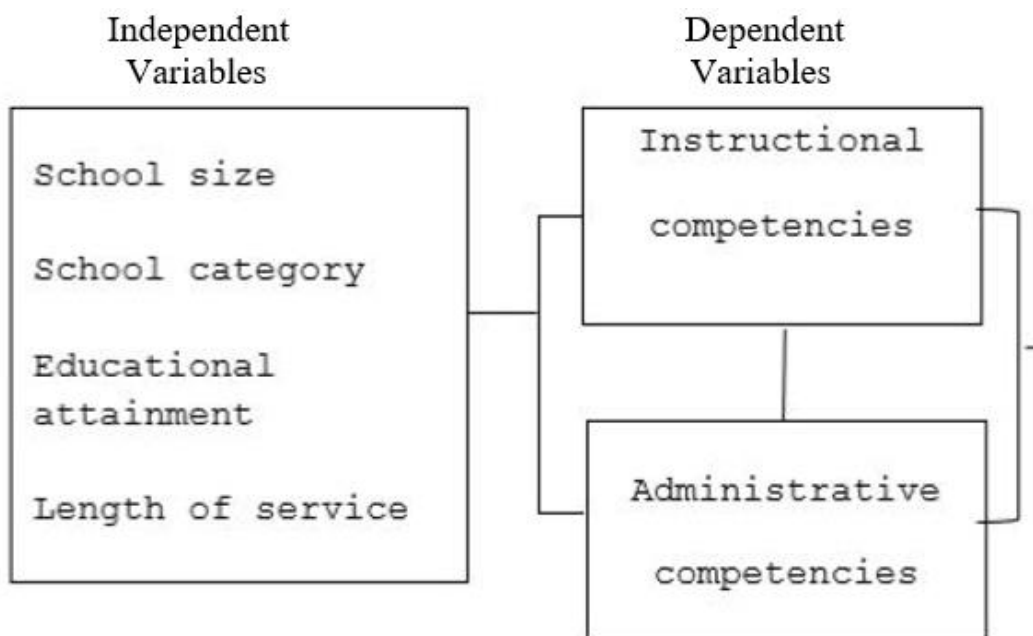 Independent
Variables
School size
School category
Educational
attainment
Length of service
Dependent
Variables
Instructional
competencies
Administrative
competencies